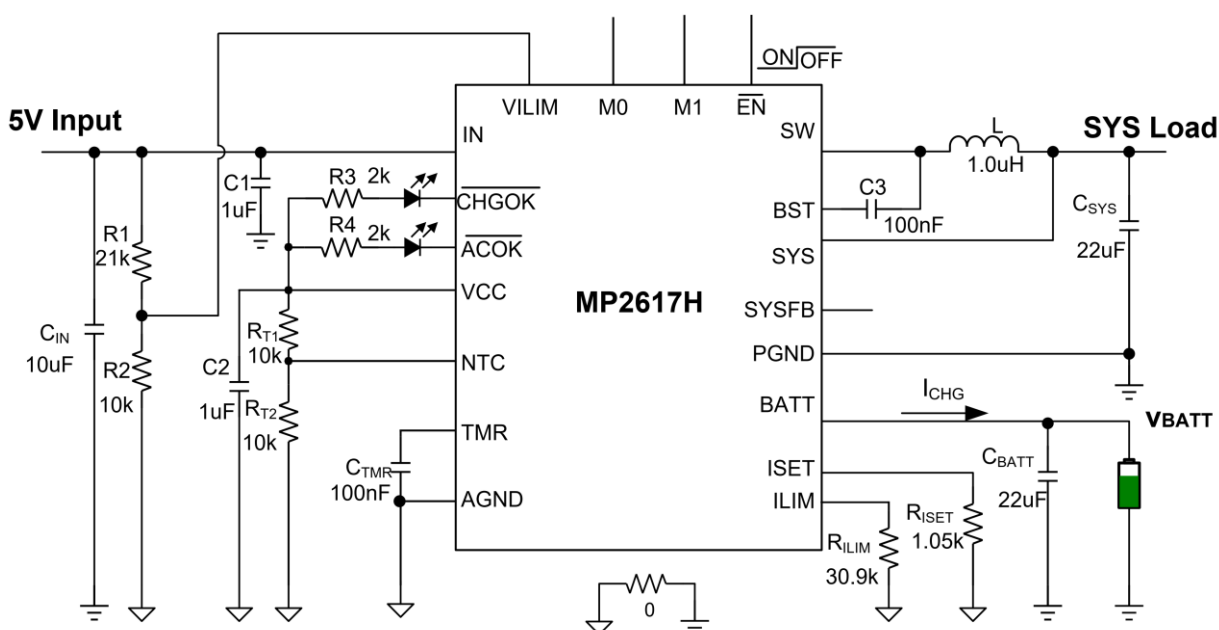 ON OFF
VILIM M0 M1 EN
5V Input
IN
SW
L
1.0uH
SYS Load
C1
1uF
R3 2k
CHGOK
C3
100nF
BST
R4 2k
ACOK
SYS
CSYS
22uF
R1
21k
VCC
MP2617H
SYSFB
CIN
10uF
RT1
10k
C2
1uF
NTC
PGND
R2
10k
RT2
10k
BATT
ICHG
VBATT
TMR
CTMR
100nF
ISET
CBATT
22uF
AGND
ILIM
RISET
1.05k
RILIM
30.9k
0